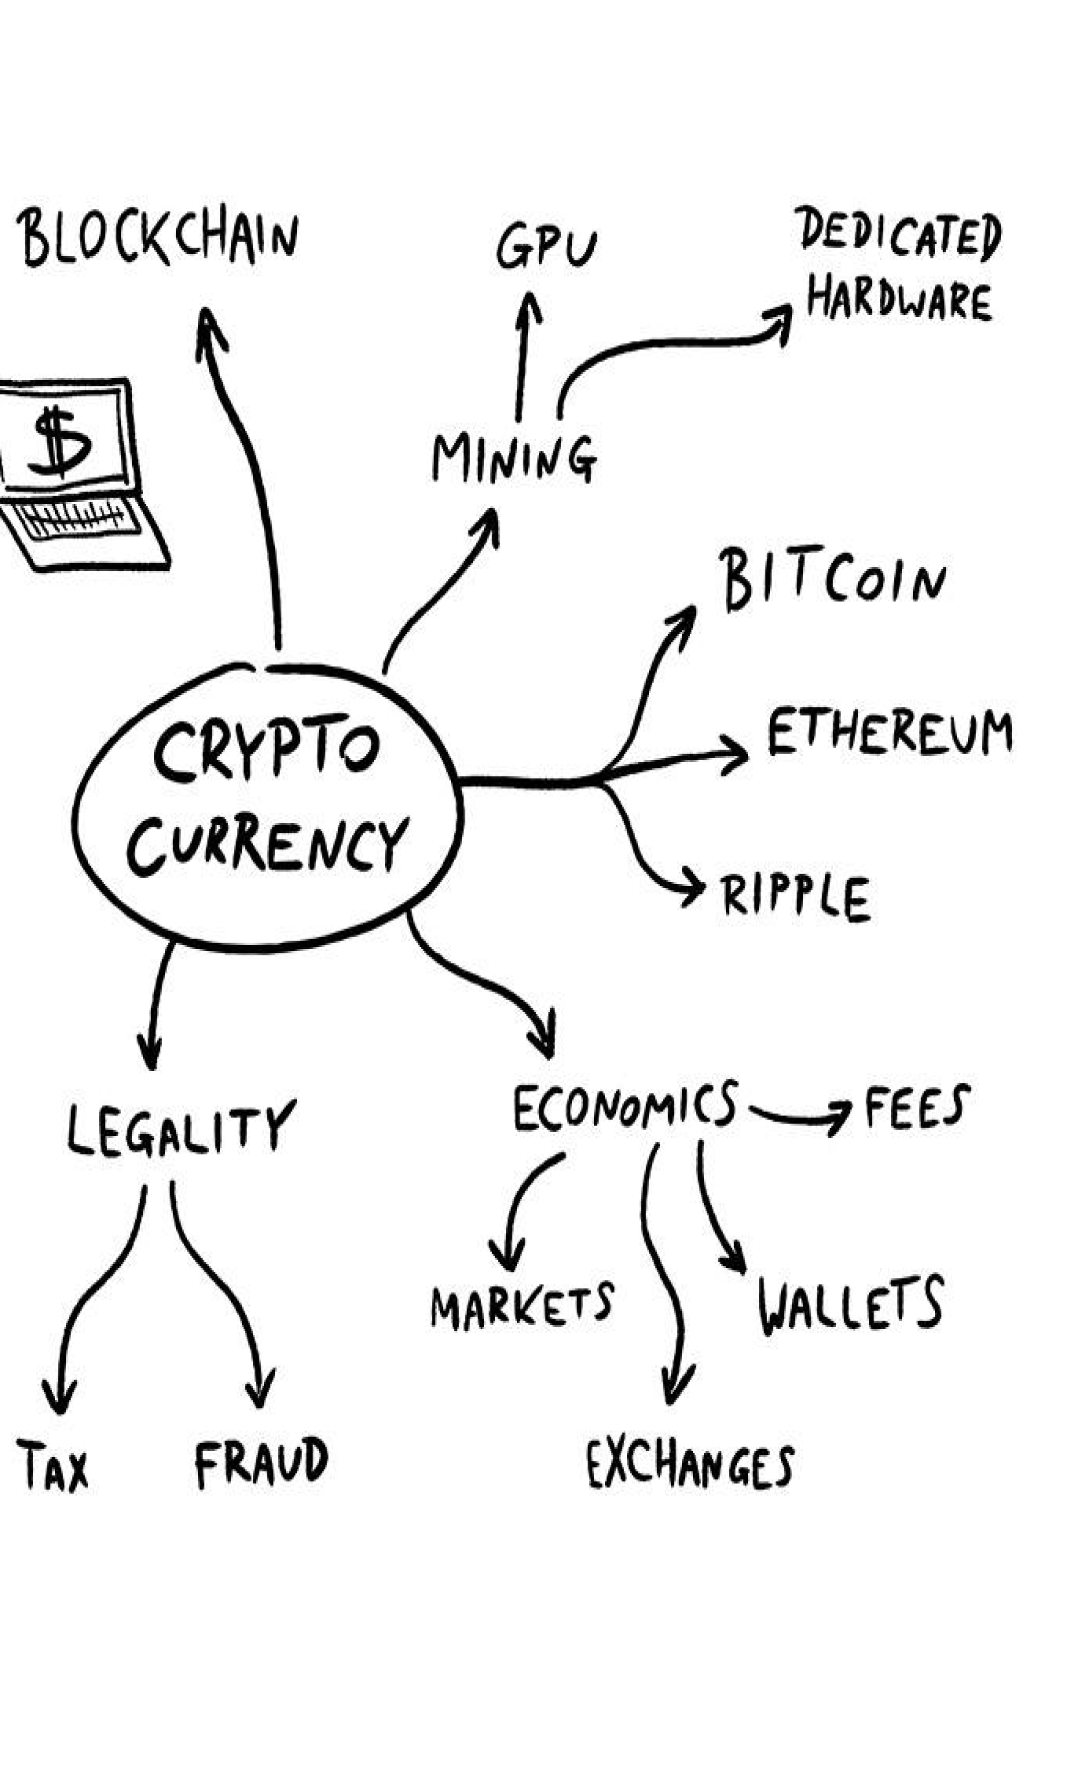 BLOCKCHAIN
GPU
DEDICATED
HARDWARE
$
MINING
BITCOIN
CRYPTO
CURRENCY
ETHEREUM
RIPPLE
LEGALITY
ECONOMICS
FEES
MARKETS
WALLETS
TAX
FRAUD
EXCHANGES